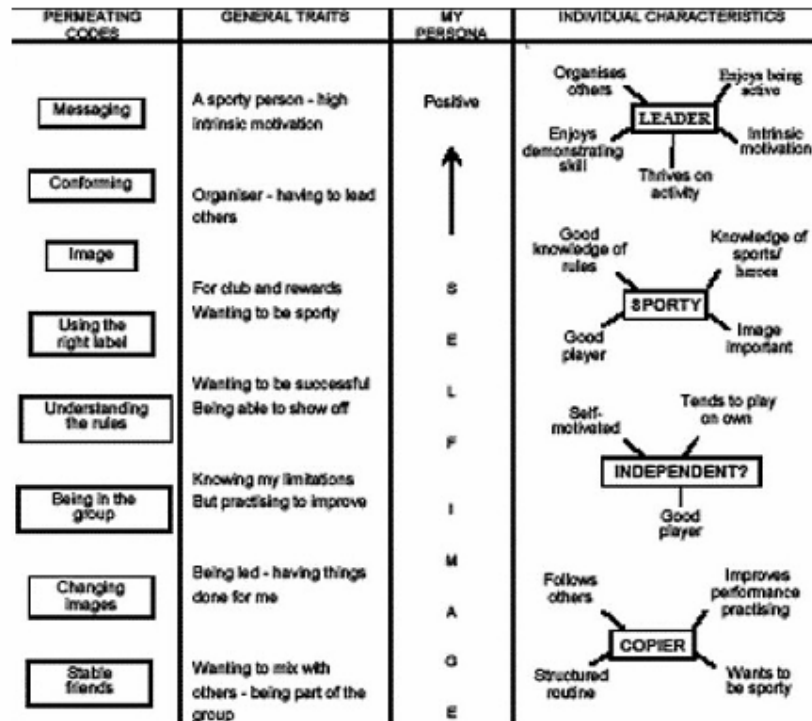 PERMEATING
CODES
GENERAL TRAITS
MY
PERSONA
INDIVIDUAL CHARACTERISTICS
Messaging
Conforming
Image
Using the
right label
Understanding
the rules
Being in the
group
Changing
images
Stable
friends
A sporty person - high
intrinsic motivation
Organiser - having to lead
others
For club and rewards
Wanting to be sporty
Wanting to be successful
Being able to show off
Knowing my limitations
But practising to improve
Being led - having things
done for me
Wanting to mix with
others - being part of the
group
Positive
S
E
L
F
I
M
A
G
E
Organises
others
Enjoys being
active
LEADER
Enjoys
demonstrating
skill
Intrinsic
motivation
Thrives on
activity
Good
knowledge of
rules
Knowledge of
sports/
heroes
SPORTY
Good
player
Image
important
Self-
motivated
Tends to play
on own
INDEPENDENT?
Good
player
Follows
others
Improves
performance
practising
COPIER
Structured
routine
Wants to
be sporty